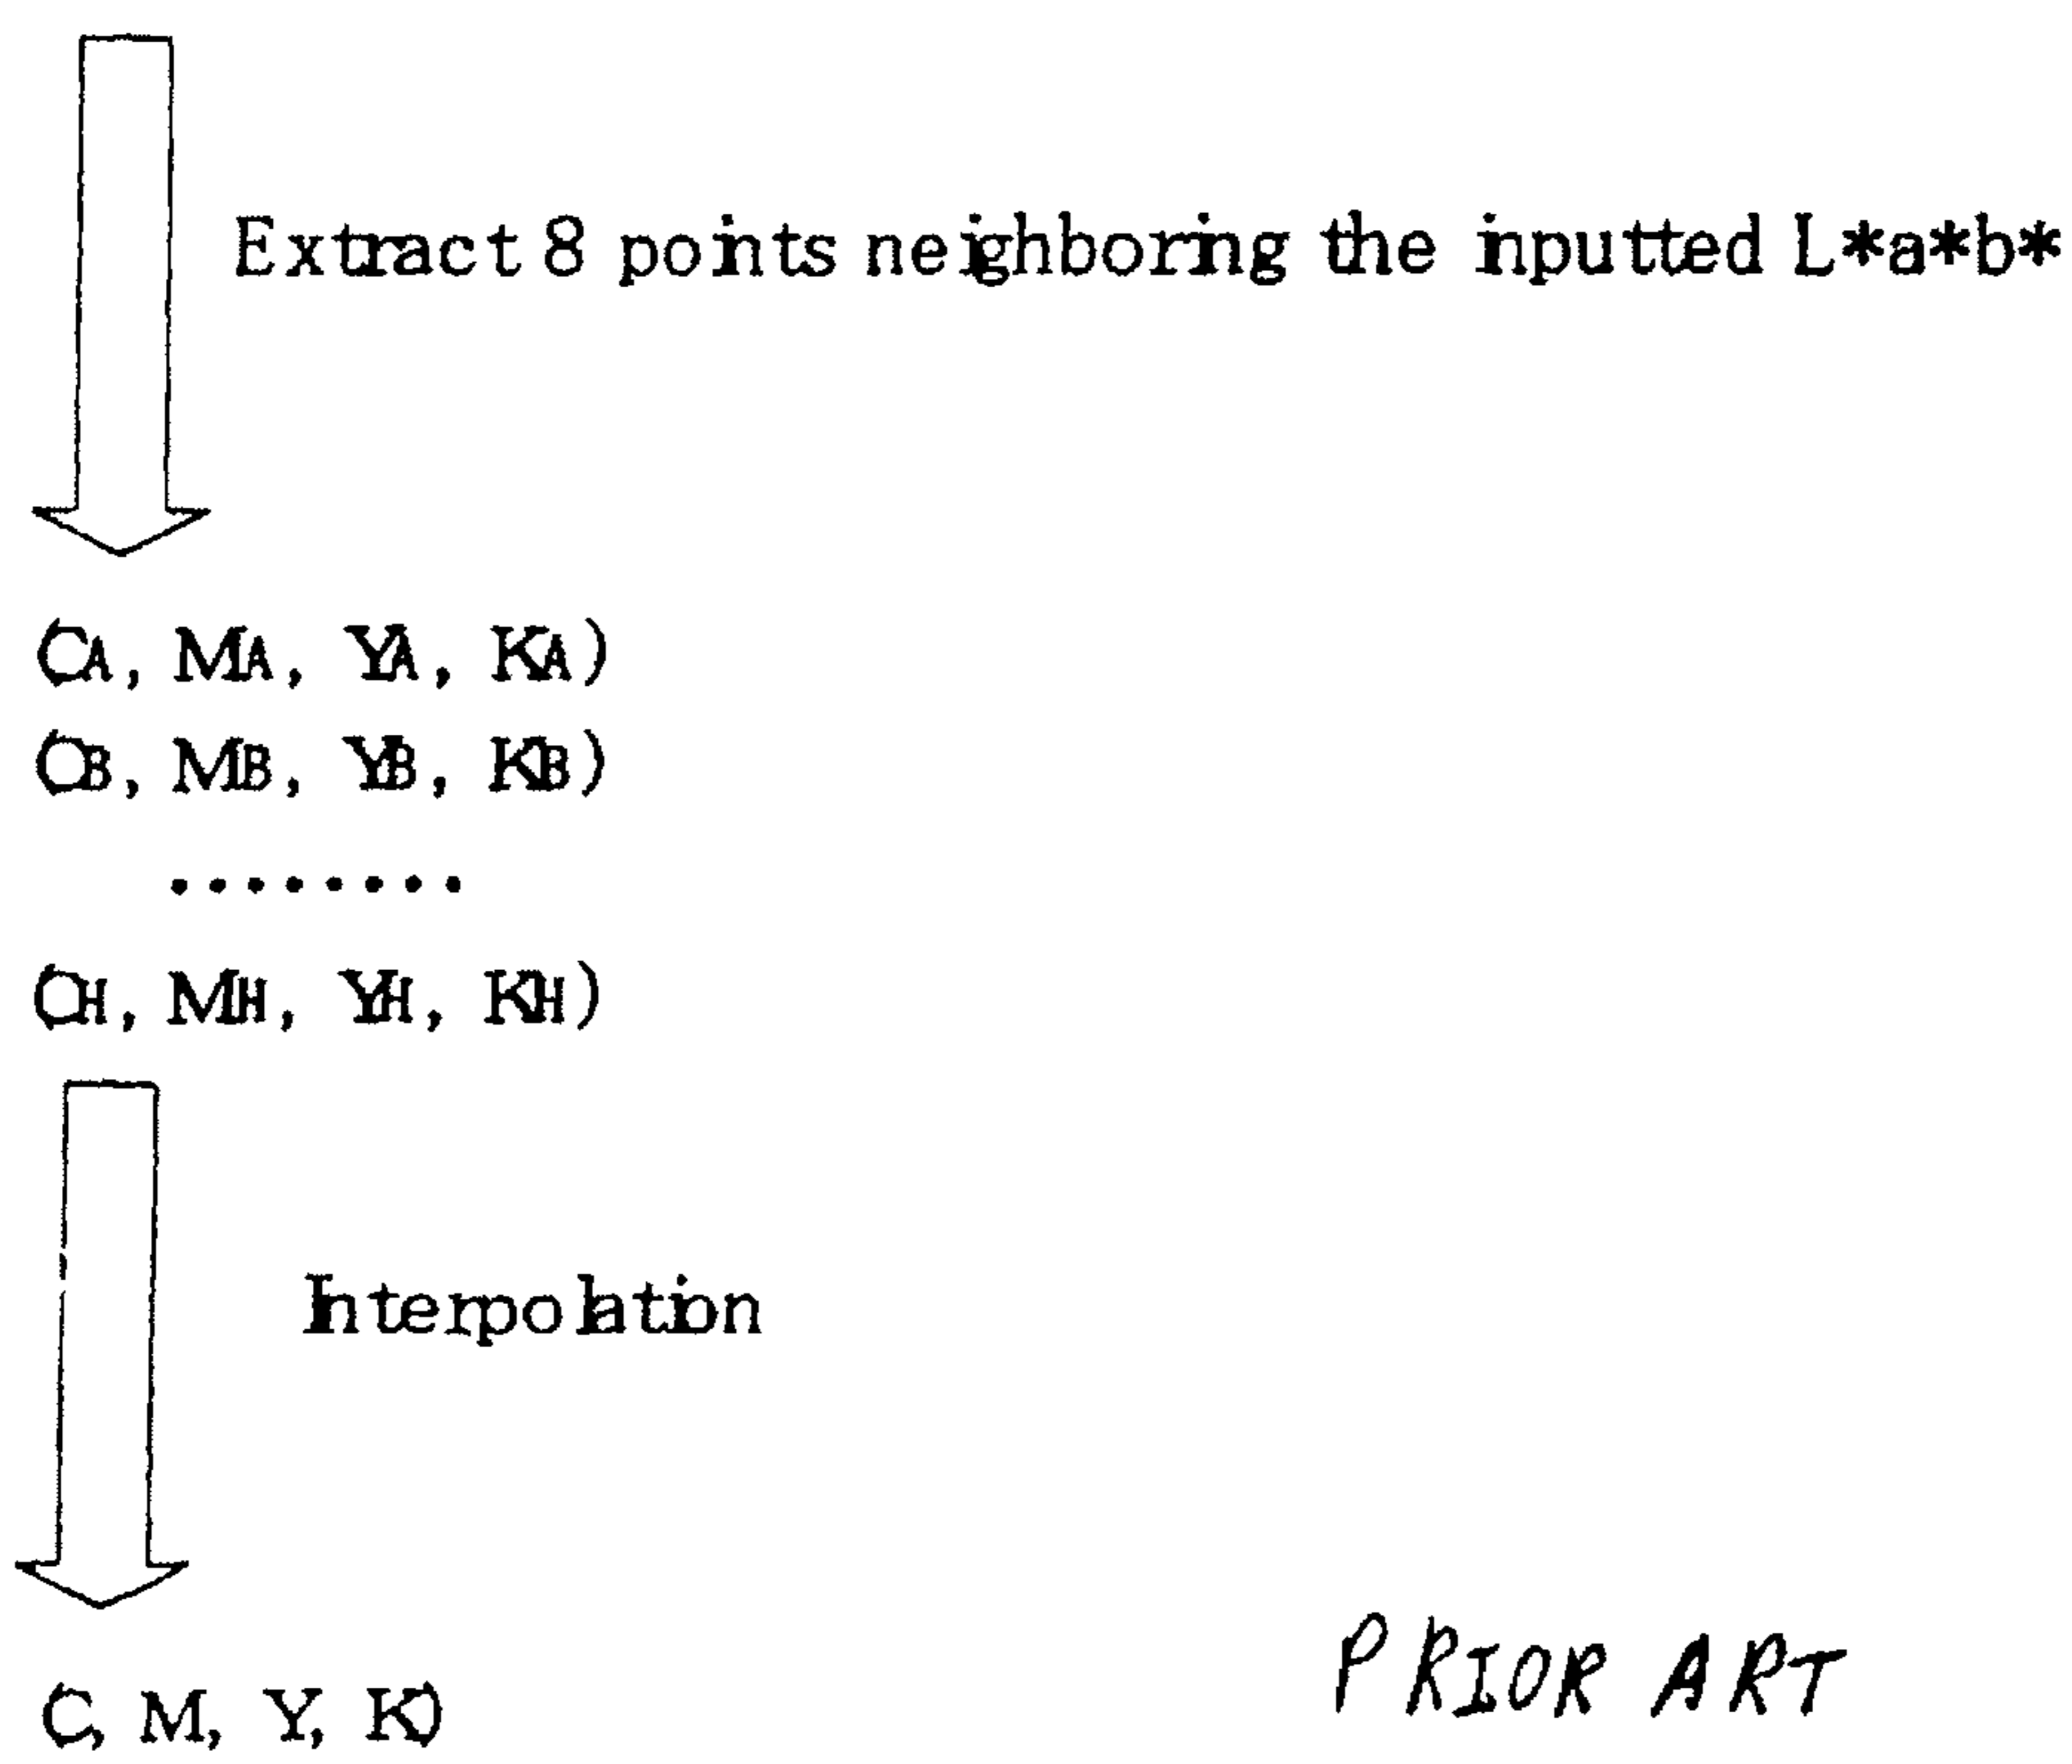 Extract 8 points neighboring the inputted L*a*b*
(CA, MA, YA, KA)
(CB, MB, YB, KB)
........
(CH, MH, YH, KH)
Interpolation
(C, M, Y, K)
PRIOR ART